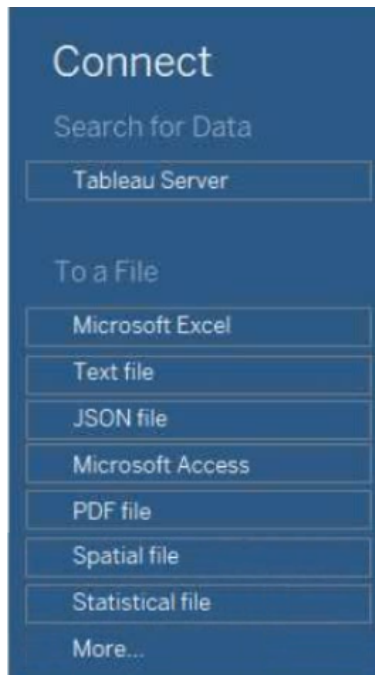 Connect
Search for Data
Tableau Server
To a File
Microsoft Excel
Text file
JSON file
Microsoft Access
PDF file
Spatial file
Statistical file
More...